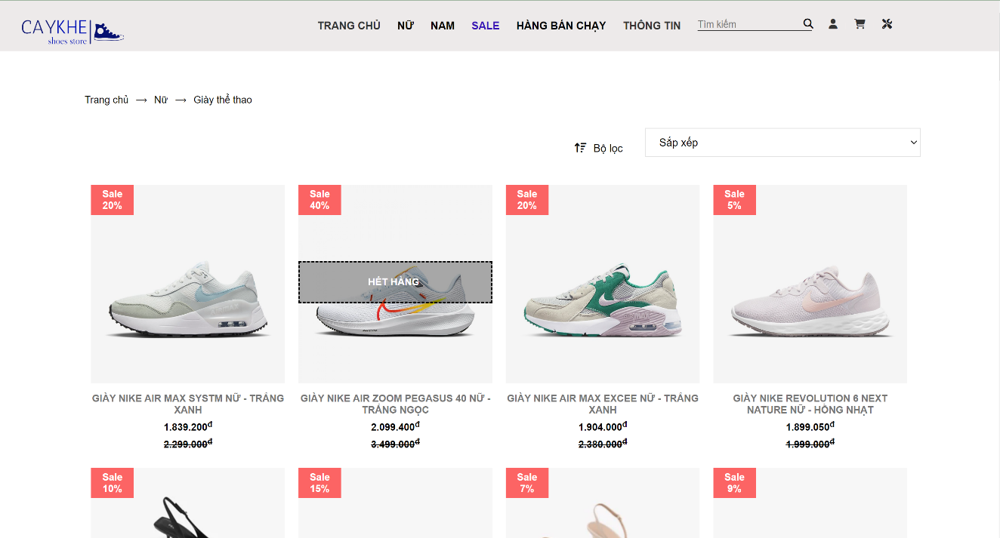 CAYKHE
shoes store
TRANG CHỦ NỮ NAM SALE HÀNG BÁN CHẠY THÔNG TIN Tìm kiếm
Trang chủ → Nữ → Giày thể thao
Bộ lọc Sắp xếp
Sale
20%
Sale
40%
Sale
20%
Sale
5%
HẾT HÀNG
GIÀY NIKE AIR MAX SYSTM NỮ - TRẮNG
XANH
1.839.200đ
2.299.000đ
GIÀY NIKE AIR ZOOM PEGASUS 40 NỮ -
TRẮNG NGỌC
2.099.400đ
3.499.000đ
GIÀY NIKE AIR MAX EXCEE NỮ - TRẮNG
XANH
1.904.000đ
2.380.000đ
GIÀY NIKE REVOLUTION 6 NEXT
NATURE NỮ - HỒNG NHẠT
1.899.050đ
1.999.000đ
Sale
10%
Sale
15%
Sale
7%
Sale
9%